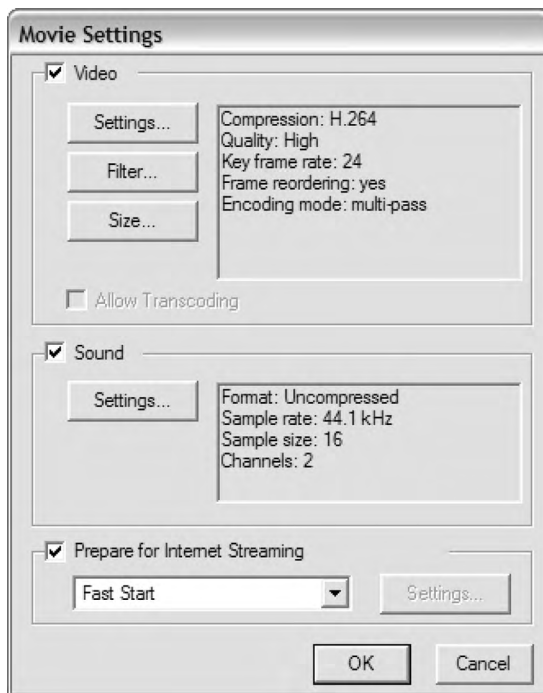 Movie Settings
Video
Settings...
Filter...
Size...
Compression: H.264
Quality: High
Key frame rate: 24
Frame reordering: yes
Encoding mode: multi-pass
Allow Transcoding
Sound
Settings...
Format: Uncompressed
Sample rate: 44.1 kHz
Sample size: 16
Channels: 2
Prepare for Internet Streaming
Fast Start
Settings...
OK
Cancel